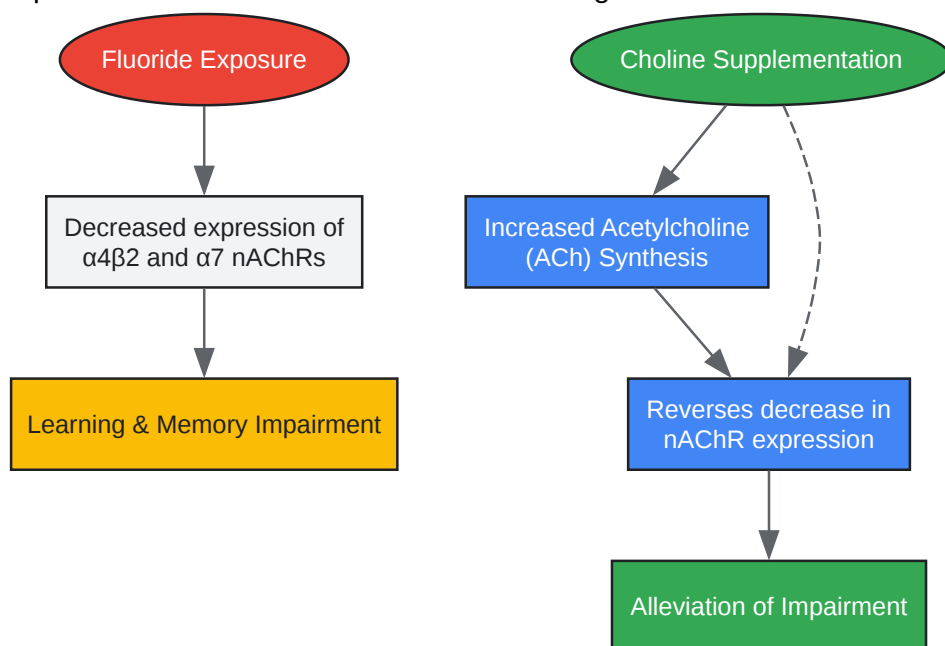 Fluoride Exposure
Choline Supplementation
Decreased expression of
α4β2 and α7 nAChRs
Increased Acetylcholine
(ACh) Synthesis
Learning & Memory Impairment
Reverses decrease in
nAChR expression
Alleviation of Impairment